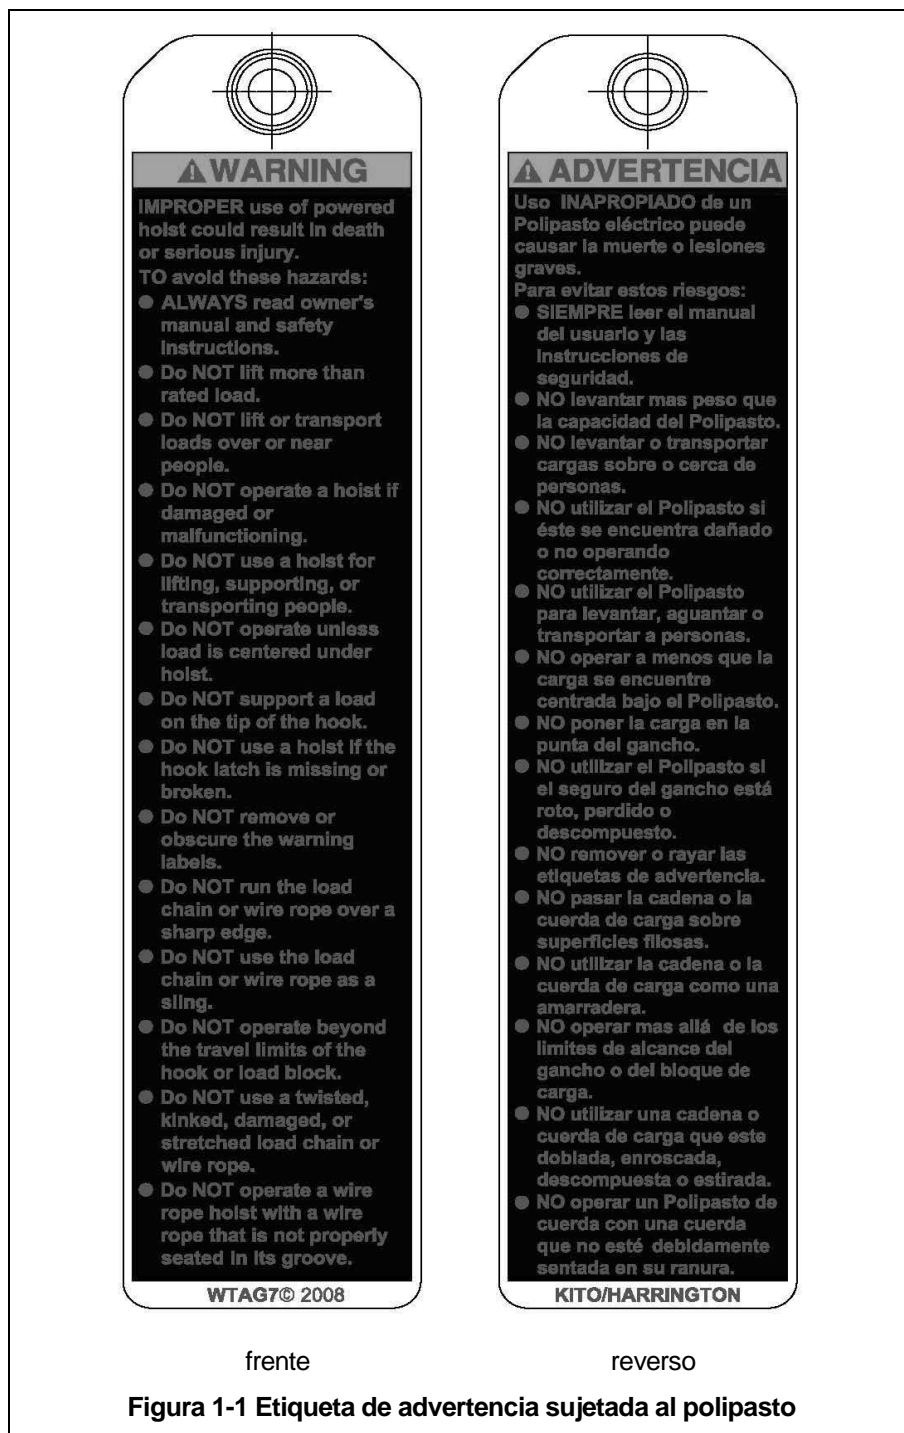 WARNING
IMPROPER use of powered
hoist could result in death
or serious injury.
TO avoid these hazards:
● ALWAYS read owner's
manual and safety
instructions.
● Do NOT lift more than
rated load.
● Do NOT lift or transport
loads over or near
people.
● Do NOT operate a hoist if
damaged or
malfunctioning.
● Do NOT use a hoist for
lifting, supporting, or
transporting people.
● Do NOT operate unless
load is centered under
hoist.
● Do NOT support a load
on the tip of the hook.
● Do NOT use a hoist if the
hook latch is missing or
broken.
● Do NOT remove or
obscure the warning
labels.
● Do NOT run the load
chain or wire rope over a
sharp edge.
● Do NOT use the load
chain or wire rope as a
sling.
● Do NOT operate beyond
the travel limits of the
hook or load block.
● Do NOT use a twisted,
kinked, damaged, or
stretched load chain or
wire rope.
● Do NOT operate a wire
rope hoist with a wire
rope that is not properly
seated in its groove.
WTAG7© 2008
ADVERTENCIA
Uso INAPROPIADO de un
Polipasto eléctrico puede
causar la muerte o lesiones
graves.
Para evitar estos riesgos:
● SIEMPRE leer el manual
del usuario y las
instrucciones de
seguridad.
● NO levantar mas peso que
la capacidad del Polipasto.
● NO levantar o transportar
cargas sobre o cerca de
personas.
● NO utilizar el Polipasto si
éste se encuentra dañado
o no operando
correctamente.
● NO utilizar el Polipasto
para levantar, aguantar o
transportar a personas.
● NO operar a menos que la
carga se encuentre
centrada bajo el Polipasto.
● NO poner la carga en la
punta del gancho.
● NO utilizar el Polipasto si
el seguro del gancho está
roto, perdido o
descompuesto.
● NO remover o rayar las
etiquetas de advertencia.
● NO pasar la cadena o la
cuerda de carga sobre
superficies filosas.
● NO utilizar la cadena o la
cuerda de carga como una
amarradera.
● NO operar mas allá de los
limites de alcance del
gancho o del bloque de
carga.
● NO utilizar una cadena o
cuerda de carga que este
doblada, enroscada,
descompuesta o estirada.
● NO operar un Polipasto de
cuerda con una cuerda
que no esté debidamente
sentada en su ranura.
KITO/HARRINGTON
frente
reverso
Figura 1-1 Etiqueta de advertencia sujetada al polipasto